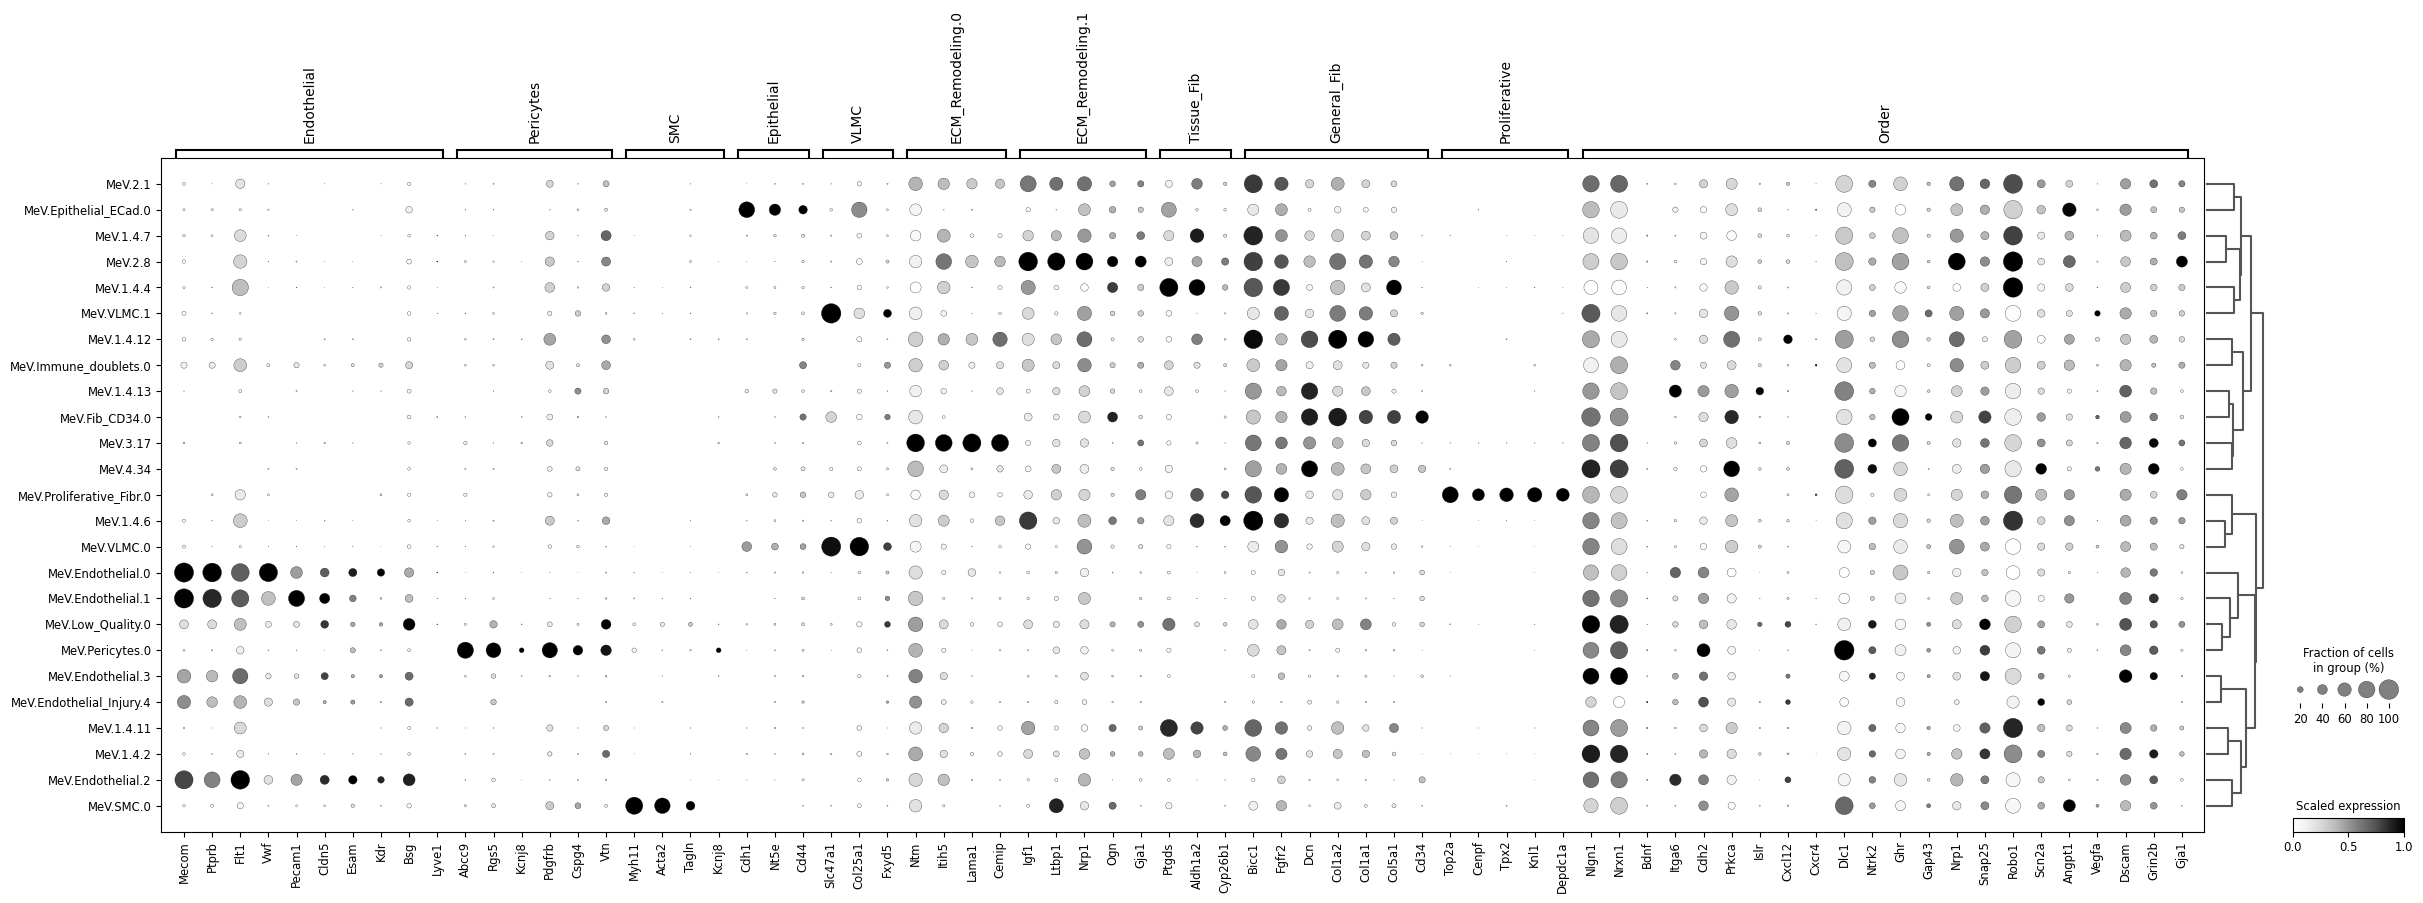 Endothelial
Pericytes
SMC
Epithelial
VLMC
ECM_Remodeling.0
ECM_Remodeling.1
Tissue_Fib
General_Fib
Proliferative
Order
MeV.2.1
MeV.Epithelial_ECad.0
MeV.1.4.7
MeV.2.8
MeV.1.4.4
MeV.VLMC.1
MeV.1.4.12
MeV.Immune_doublets.0
MeV.1.4.13
MeV.Fib_CD34.0
MeV.3.17
MeV.4.34
MeV.Proliferative_Fibr.0
MeV.1.4.6
MeV.VLMC.0
MeV.Endothelial.0
MeV.Endothelial.1
MeV.Low_Quality.0
MeV.Pericytes.0
MeV.Endothelial.3
MeV.Endothelial_Injury.4
MeV.1.4.11
MeV.1.4.2
MeV.Endothelial.2
MeV.SMC.0
Mecom
Ptprb
Flt1
Vwf
Pecam1
Cldn5
Esam
Kdr
Bsg
Lyve1
Abcc9
Rgs5
Kcnj8
Pdgfrb
Cspg4
Vtn
Myh11
Acta2
Tagln
Kcnj8
Cdh1
Nt5e
Cd44
Slc47a1
Col25a1
Fxyd5
Ntm
Itih5
Lama1
Cemip
Igf1
Ltbp1
Nrp1
Ogn
Gja1
Ptgds
Aldh1a2
Cyp26b1
Bicc1
Fgfr2
Dcn
Col1a2
Col1a1
Col5a1
Cd34
Top2a
Cenpf
Tpx2
Knl1
Depdc1a
Nlgn1
Nrxn1
Bdnf
Itga6
Cdh2
Prkca
Islr
Cxcl12
Cxcr4
Dlc1
Ntrk2
Ghr
Gap43
Nrp1
Snap25
Robo1
Scn2a
Angpt1
Vegfa
Dscam
Grin2b
Gja1
Fraction of cells
in group (%)
20 40 60 80 100
Scaled expression
0.0 0.5 1.0